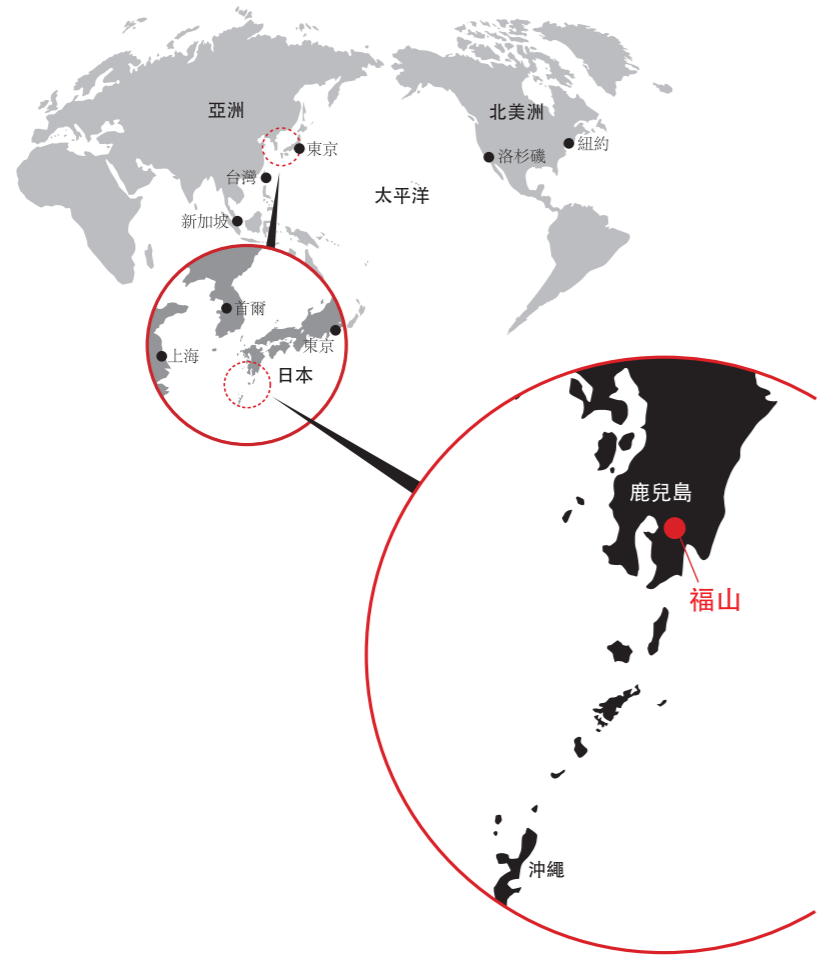 亞洲
北美洲
東京
紐約
洛杉磯
台灣
太平洋
新加坡
首爾
東京
上海
日本
鹿兒島
福山
沖繩